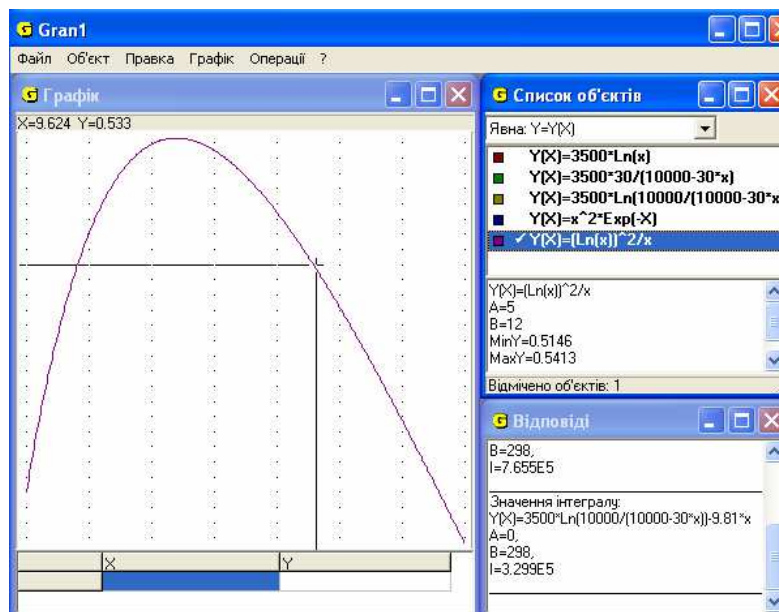 Gran1
Файл Об'єкт Правка Графік Операції ?
Графік
X=9.624 Y=0.533
X Y
Список об'єктів
Явна: Y=Y(X)
Y(X)=3500*Ln(x)
Y(X)=3500*30/(10000-30*x)
Y(X)=3500*Ln(10000/(10000-30*x
Y(X)=x^2*Exp(-X)
✓ Y(X)=(Ln(x))^2/x
Y(X)=(Ln(x))^2/x
A=5
B=12
MinY=0.5146
MaxY=0.5413
Відмічено об'єктів: 1
Відповіді
B=298,
I=7.655E5
Значення інтегралу:
Y(X)=3500*Ln(10000/(10000-30*x))-9.81*x
A=0,
B=298,
I=3.299E5